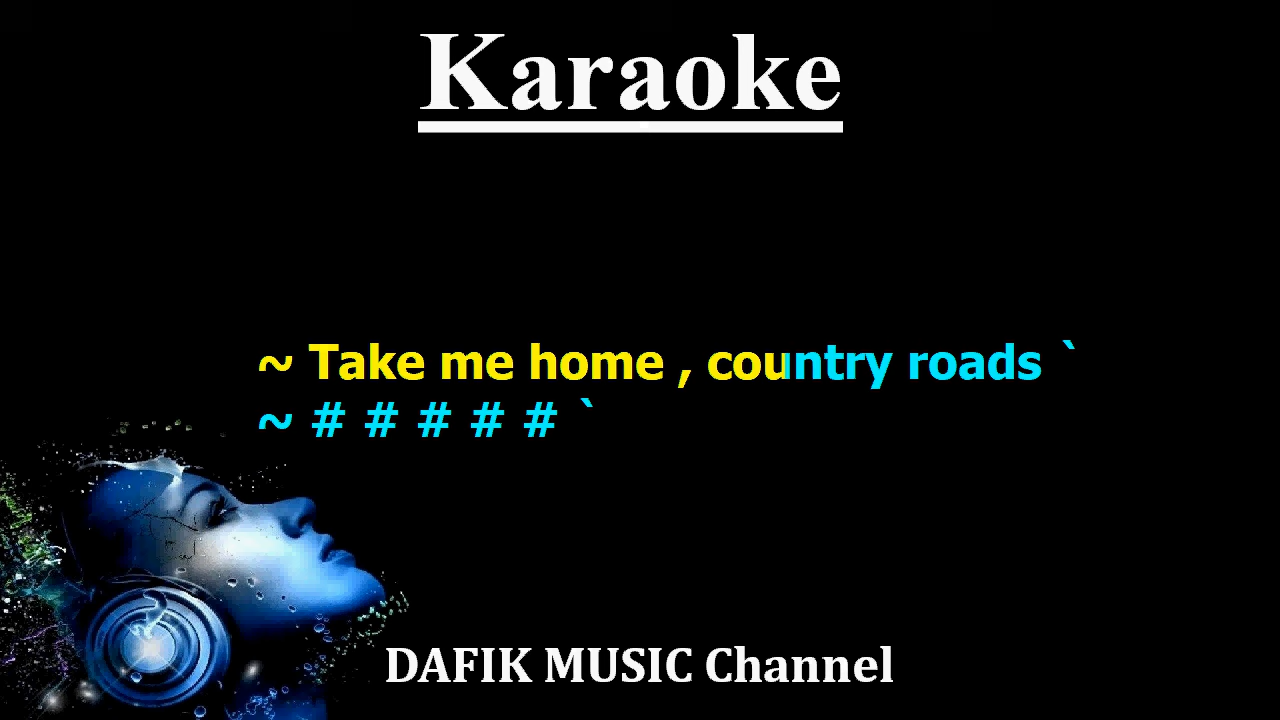 Karaoke
~ Take me home , country roads `
~ # # # # # `
DAFIK MUSIC Channel